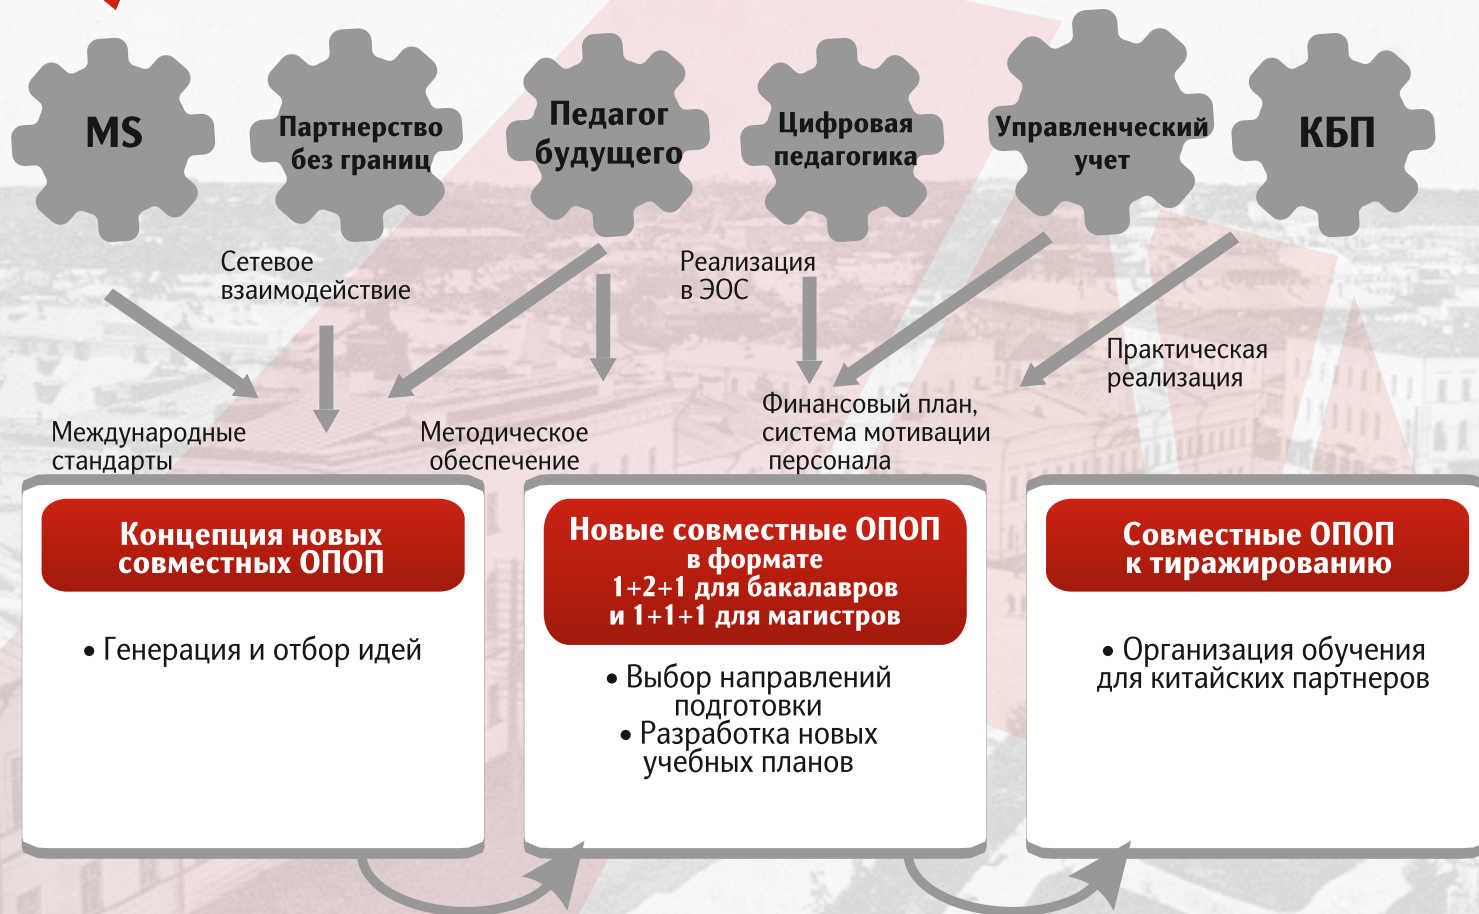 MS
Партнерство
без границ
Педагог
будущего
Цифровая
педагогика
Управленческий
учет
КБП
Сетевое
взаимодействие
Реализация
в ЭОС
Практическая
реализация
Международные
стандарты
Методическое
обеспечение
Финансовый план,
система мотивации
персонала
Концепция новых
совместных ОПОП
• Генерация и отбор идей
Новые совместные ОПОП
в формате
1+2+1 для бакалавров
и 1+1+1 для магистров
• Выбор направлений
подготовки
• Разработка новых
учебных планов
Совместные ОПОП
к тиражированию
• Организация обучения
для китайских партнеров